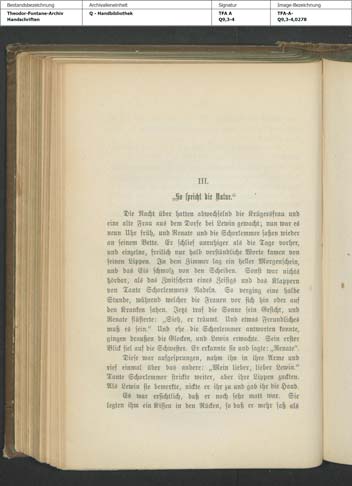 Bestandsbezeichnung Archivalieneinheit Signatur Image-Bezeichnung
Theodor-Fontane-Archiv Q - Handbibliothek TFA A TFA-A-
Handschriften Q9,3-4 Q9,3-4,0278
III.
„So spricht die Natur.“
Die Nacht über hatten abwechselnd die Krügersfrau und
eine alte Frau aus dem Dorfe bei Lewin gewacht; nun war es
neun Uhr früh, und Renate und die Schorlemmer saßen wieder
an seinem Bette. Er schlief unruhiger als die Tage vorher,
und einzelne, freilich nur halb verständliche Worte kamen von
seinen Lippen. In dem Zimmer lag ein heller Morgenschein,
und das Eis schmolz von den Scheiben. Sonst war nichts
hörbar, als das Zwitschern eines Zeisigs und das Klappern
von Tante Schorlemmers Nadeln. So verging eine halbe
Stunde, während welcher die Frauen vor sich hin oder auf
den Kranken sahen. Jetzt traf die Sonne sein Gesicht, und
Renate flüsterte: „Sieh, er träumt. Und etwas Freundliches
muß es sein.“ Und ehe die Schorlemmer antworten konnte,
gingen draußen die Glocken, und Lewin erwachte. Sein erster
Blick fiel auf die Schwester. Er erkannte sie und sagte: „Renate“.
Diese war aufgesprungen, nahm ihn in ihre Arme und
rief einmal über das andere: „Mein lieber, lieber Lewin.“
Tante Schorlemmer strickte weiter, aber ihre Lippen zuckten.
Als Lewin sie bemerkte, nickte er ihr zu und gab ihr die Hand.
Es war ersichtlich, daß er noch sehr matt war. Sie
legten ihm ein Kissen in den Rücken, so daß er mehr saß als